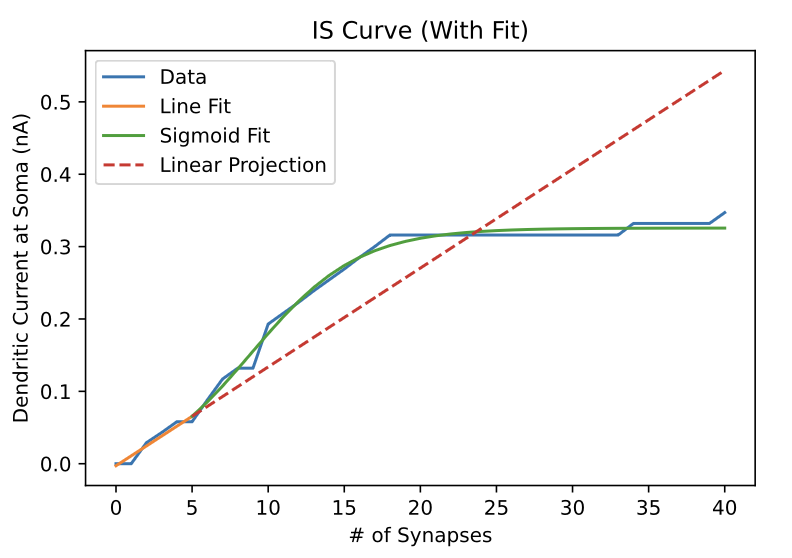 IS Curve (With Fit)
Data
Line Fit
Sigmoid Fit
Linear Projection
Dendritic Current at Soma (nA)
0.5
0.4
0.3
0.2
0.1
0.0
0 5 10 15 20 25 30 35 40
# of Synapses